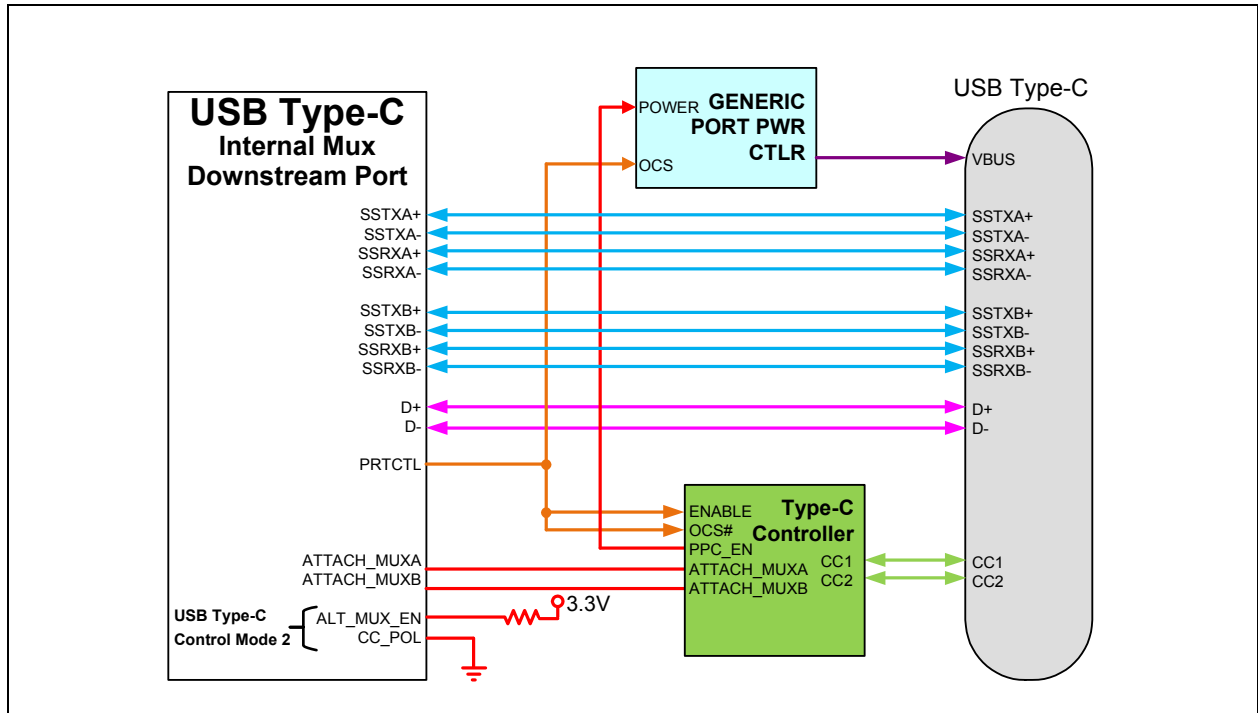 USB Type-C
Internal Mux
Downstream Port
SSTXA+
SSTXA-
SSRXA+
SSRXA-
SSTXB+
SSTXB-
SSRXB+
SSRXB-
D+
D-
PRTCTL
ATTACH_MUXA
ATTACH_MUXB
USB Type-C
Control Mode 2
ALT_MUX_EN
CC_POL
3.3V
POWER
OCS
GENERIC
PORT PWR
CTLR
ENABLE
OCS#
PPC_EN
ATTACH_MUXA
ATTACH_MUXB
Type-C
Controller
CC1
CC2
USB Type-C
VBUS
SSTXA+
SSTXA-
SSRXA+
SSRXA-
SSTXB+
SSTXB-
SSRXB+
SSRXB-
D+
D-
CC1
CC2